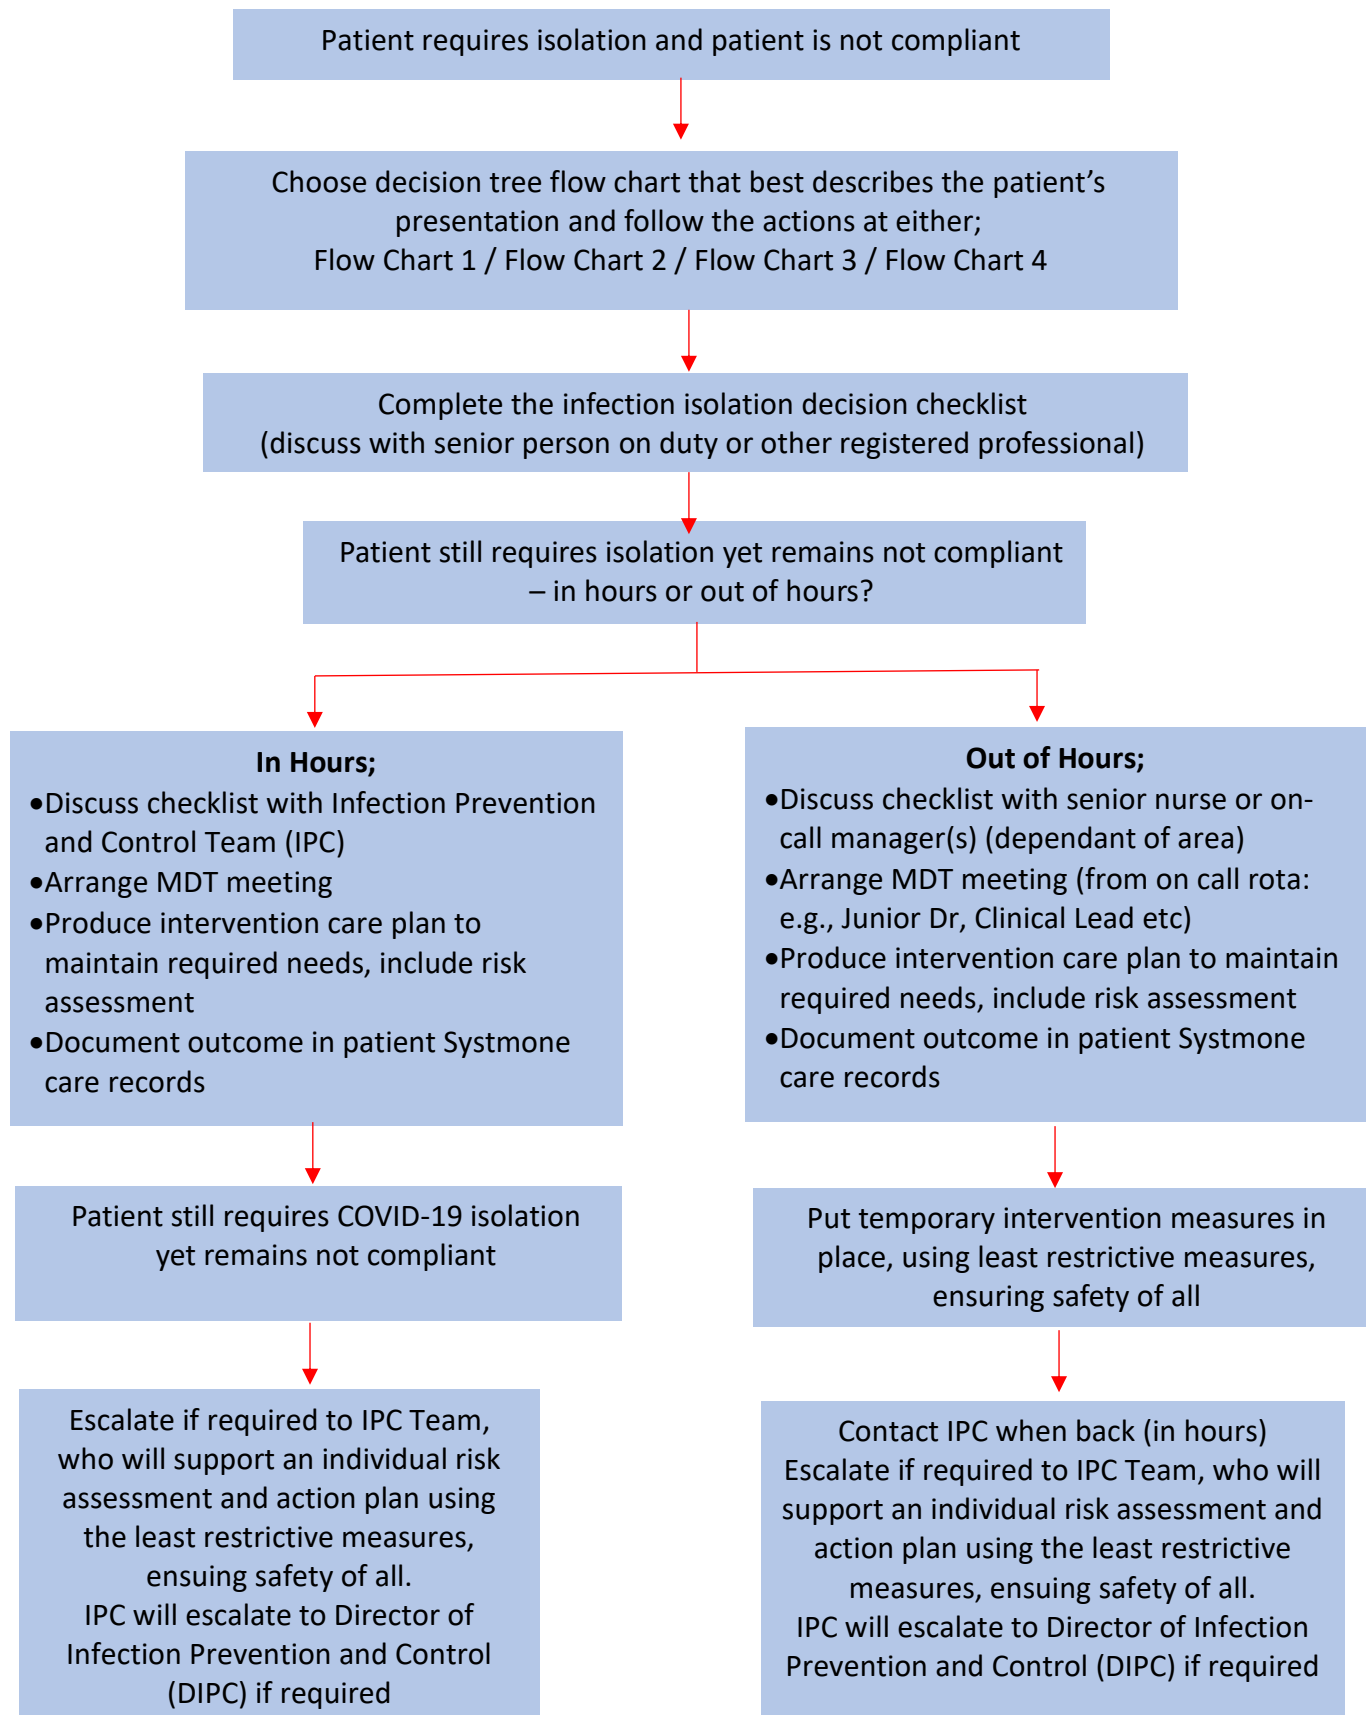 Patient requires isolation and patient is not compliant
Choose decision tree flow chart that best describes the patient’s
presentation and follow the actions at either;
Flow Chart 1 / Flow Chart 2 / Flow Chart 3 / Flow Chart 4
Complete the infection isolation decision checklist
(discuss with senior person on duty or other registered professional)
Patient still requires isolation yet remains not compliant
– in hours or out of hours?
In Hours;
•Discuss checklist with Infection Prevention
and Control Team (IPC)
•Arrange MDT meeting
•Produce intervention care plan to
maintain required needs, include risk
assessment
•Document outcome in patient Systmone
care records
Out of Hours;
•Discuss checklist with senior nurse or on-
call manager(s) (dependant of area)
•Arrange MDT meeting (from on call rota:
e.g., Junior Dr, Clinical Lead etc)
•Produce intervention care plan to maintain
required needs, include risk assessment
•Document outcome in patient Systmone
care records
Patient still requires COVID-19 isolation
yet remains not compliant
Put temporary intervention measures in
place, using least restrictive measures,
ensuring safety of all
Escalate if required to IPC Team,
who will support an individual risk
assessment and action plan using
the least restrictive measures,
ensuing safety of all.
IPC will escalate to Director of
Infection Prevention and Control
(DIPC) if required
Contact IPC when back (in hours)
Escalate if required to IPC Team, who will
support an individual risk assessment and
action plan using the least restrictive
measures, ensuing safety of all.
IPC will escalate to Director of Infection
Prevention and Control (DIPC) if required